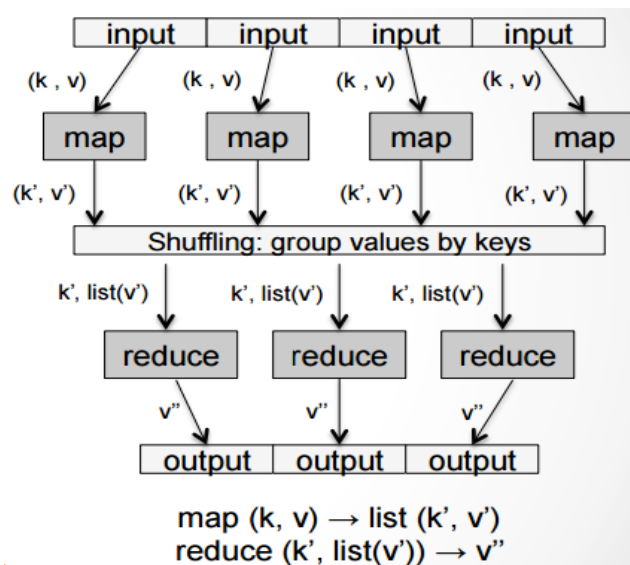 input input input input
(k , v) (k , v) (k , v) (k , v)
map map map map
(k’, v’) (k’, v’) (k’, v’) (k’, v’)
Shuffling: group values by keys
k’, list(v’) k’, list(v’) k’, list(v’)
reduce reduce reduce
v’’ v’’ v’’
output output output
map (k, v) → list (k’, v’)
reduce (k’, list(v’)) → v’’